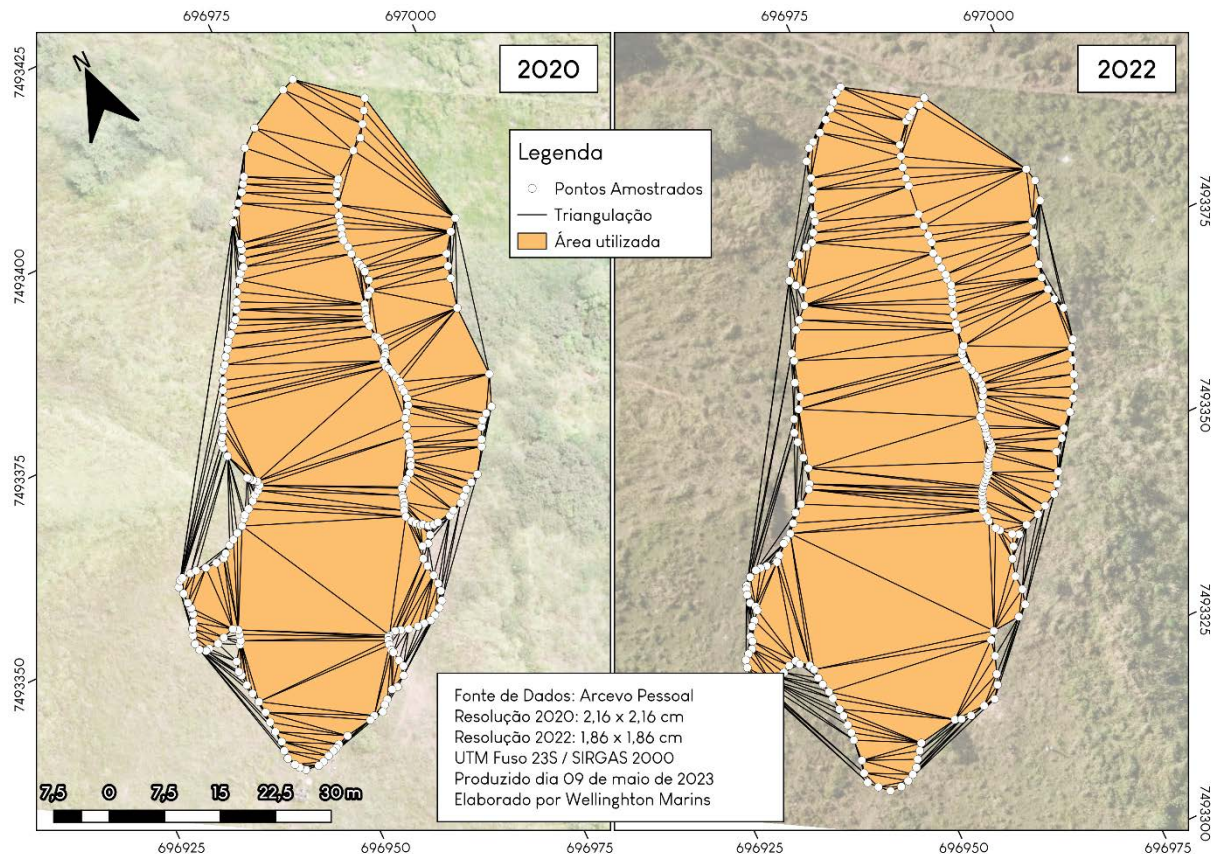 696975
697000
696975
697000
7493425
N
2020
2022
Legenda
Pontos Amostrados
Triangulação
Área utilizada
7493375
7493400
7493350
7493375
7493325
7493350
Fonte de Dados: Arcevo Pessoal
Resolução 2020: 2,16 x 2,16 cm
Resolução 2022: 1,86 x 1,86 cm
UTM Fuso 23S / SIRGAS 2000
Produzido dia 09 de maio de 2023
Elaborado por Wellinghton Marins
7,5 0 7,5 15 22,5 30 m
7493300
696925
696950
696975
696925
696950
696975